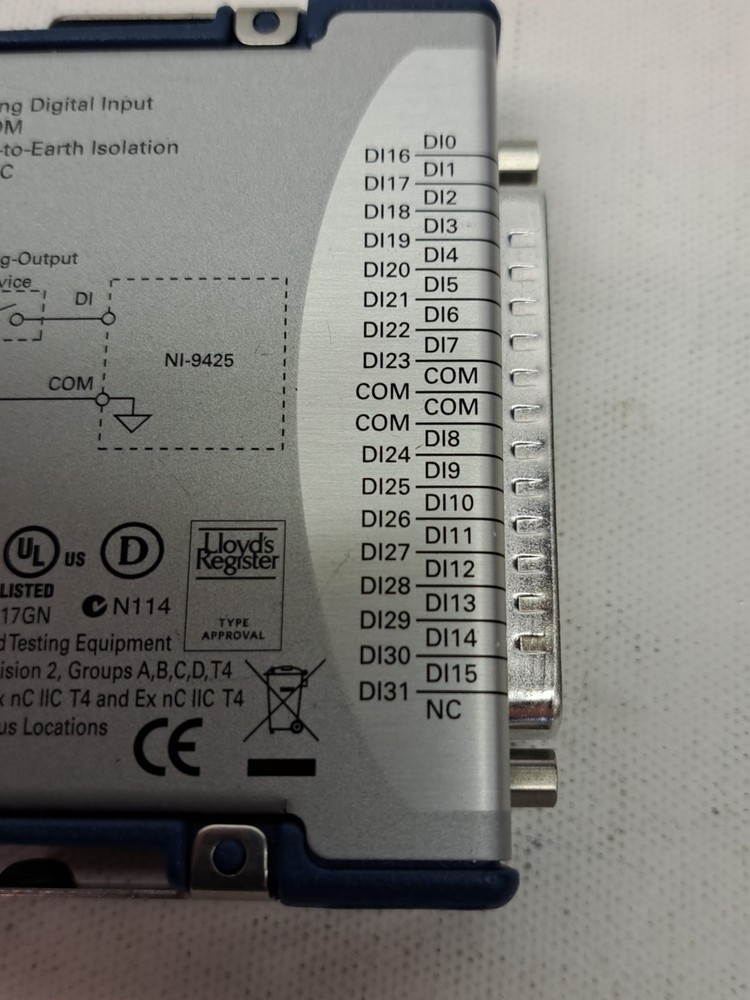 ng Digital Input
OM
-to-Earth Isolation
C
g-Output
vice
DI
NI-9425
COM
DI0
DI16
DI1
DI17
DI2
DI18
DI3
DI19
DI4
DI20
DI5
DI21
DI6
DI22
DI7
DI23
COM
COM
COM
COM
DI8
DI24
DI9
DI25
DI10
DI26
DI11
DI27
DI12
DI28
DI13
DI29
DI14
DI30
DI15
DI31
NC
UL US
LISTED
17GN
D
N114
Lloyd's
Register
TYPE
APPROVAL
d Testing Equipment
ision 2, Groups A,B,C,D,T4
x nC IIC T4 and Ex nC IIC T4
us Locations
CE